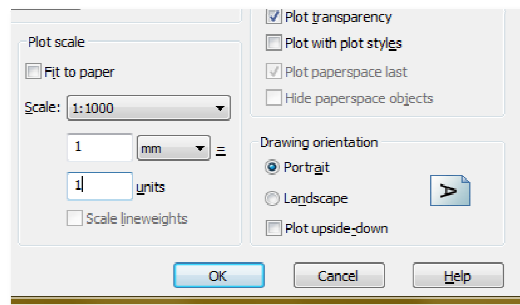 Plot scale
Fit to paper
Scale: 1:1000
1 mm =
1 units
Scale lineweights
Plot transparency
Plot with plot styles
Plot paperspace last
Hide paperspace objects
Drawing orientation
Portrait
Landscape
A
Plot upside-down
OK Cancel Help